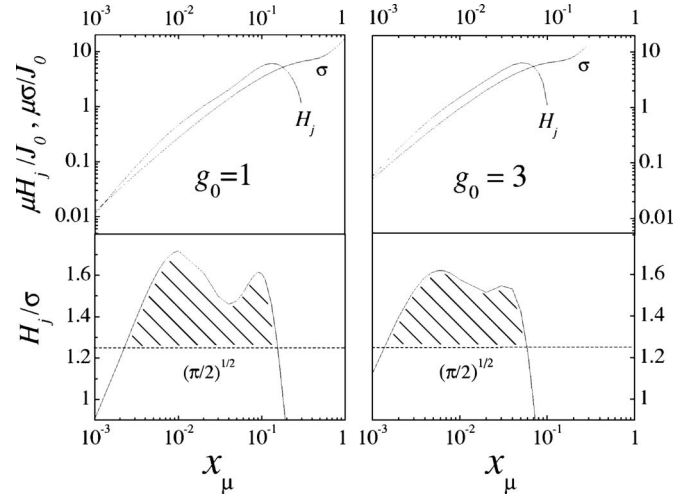 10⁻³ 10⁻² 10⁻¹ 1 10⁻³ 10⁻² 10⁻¹ 1
μH_j/J_0 , μσ/J_0
10 1 0.1 0.01
σ
H_j
g_0=1
σ
H_j
g_0 = 3
10 1 0.1 0.01
H_j/σ
1.6 1.4 1.2 1
(π/2)^{1/2}
(π/2)^{1/2}
1.6 1.4 1.2 1
10⁻³ 10⁻² 10⁻¹ 1 10⁻³ 10⁻² 10⁻¹ 1
x_μ x_μ